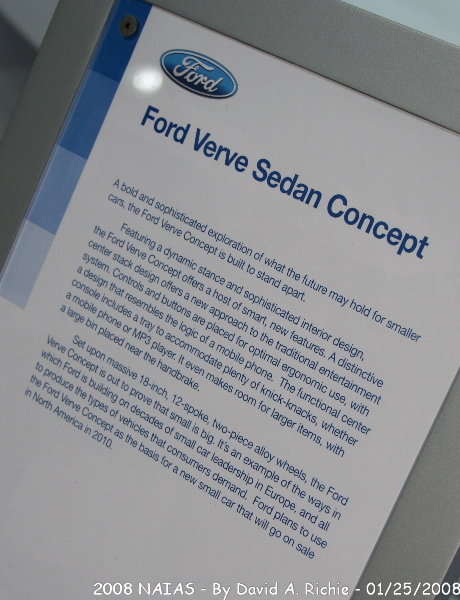 Ford
Ford Verve Sedan Concept
A bold and sophisticated exploration of what the future may hold for smaller
cars, the Ford Verve Concept is built to stand apart.
Featuring a dynamic stance and sophisticated interior design,
the Ford Verve Concept offers a host of smart, new features. A distinctive
center stack design offers a new approach to the traditional entertainment
system. Controls and buttons are placed for optimal ergonomic use, with
a design that resembles the logic of a mobile phone. The functional center
console includes a tray to accommodate plenty of knick-knacks, whether
a mobile phone or MP3 player. It even makes room for larger items, with
a large bin placed near the handbrake.
Set upon massive 18-inch, 12-spoke, two-piece alloy wheels, the Ford
Verve Concept is out to prove that small is big. It's an example of the ways in
which Ford is building on decades of small car leadership in Europe, and all
to produce the types of vehicles that consumers demand. Ford plans to use
the Ford Verve Concept as the basis for a new small car that will go on sale
in North America in 2010.
2008 NAIAS - By David A. Richie - 01/25/2008